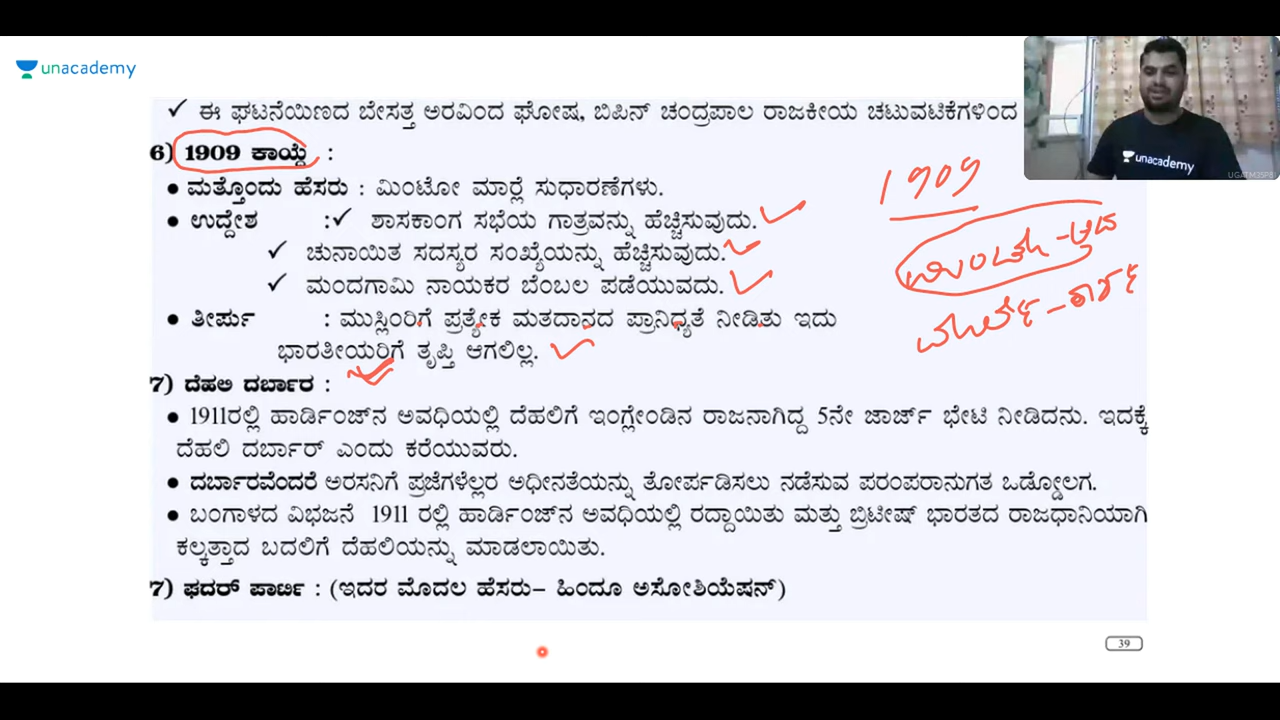 unacademy
✓ ಈ ಘಟನೆಯಿಣದ ಬೇಸತ್ತ ಅರವಿಂದ ಘೋಷ, ಬಿಪಿನ್ ಚಂದ್ರಪಾಲ ರಾಜಕೀಯ ಚಟುವಟಿಕೆಗಳಿಂದ
unacademy
6) 1909 ಕಾಯ್ದೆ :
• ಮತ್ತೊಂದು ಹೆಸರು : ಮಿಂಟೋ ಮಾರ್ಲೆ ಸುಧಾರಣೆಗಳು.
1909
• ಉದ್ದೇಶ :✓ ಶಾಸಕಾಂಗ ಸಭೆಯ ಗಾತ್ರವನ್ನು ಹೆಚ್ಚಿಸುವುದು.
✓ ಚುನಾಯಿತ ಸದಸ್ಯರ ಸಂಖ್ಯೆಯನ್ನು ಹೆಚ್ಚಿಸುವುದು.
✓ ಮಂದಗಾಮಿ ನಾಯಕರ ಬೆಂಬಲ ಪಡೆಯುವದು.
• ತೀರ್ಪು : ಮುಸ್ಲಿಂರಿಗೆ ಪ್ರತ್ಯೇಕ ಮತದಾನದ ಪ್ರಾನಿಧ್ಯತೆ ನೀಡಿತು ಇದು
ಭಾರತೀಯರಿಗೆ ತೃಪ್ತಿ ಆಗಲಿಲ್ಲ.
7) ದೆಹಲಿ ದರ್ಬಾರ :
• 1911ರಲ್ಲಿ ಹಾರ್ಡಿಂಜ್‌ನ ಅವಧಿಯಲ್ಲಿ ದೆಹಲಿಗೆ ಇಂಗ್ಲೇಂಡಿನ ರಾಜನಾಗಿದ್ದ 5ನೇ ಜಾರ್ಜ್ ಭೇಟಿ ನೀಡಿದನು. ಇದಕ್ಕೆ
ದೆಹಲಿ ದರ್ಬಾರ್ ಎಂದು ಕರೆಯುವರು.
• ದರ್ಬಾರವೆಂದರೆ ಅರಸನಿಗೆ ಪ್ರಜೆಗಳೆಲ್ಲರ ಅಧೀನತೆಯನ್ನು ತೋರ್ಪಡಿಸಲು ನಡೆಸುವ ಪರಂಪರಾನುಗತ ಒಡ್ಡೋಲಗ.
• ಬಂಗಾಳದ ವಿಭಜನೆ 1911 ರಲ್ಲಿ ಹಾರ್ಡಿಂಜ್‌ನ ಅವಧಿಯಲ್ಲಿ ರದ್ದಾಯಿತು ಮತ್ತು ಬ್ರಿಟೀಷ್ ಭಾರತದ ರಾಜಧಾನಿಯಾಗಿ
ಕಲ್ಕತ್ತಾದ ಬದಲಿಗೆ ದೆಹಲಿಯನ್ನು ಮಾಡಲಾಯಿತು.
7) ಘದರ್ ಪಾರ್ಟಿ : (ಇದರ ಮೊದಲ ಹೆಸರು– ಹಿಂದೂ ಅಸೋಶಿಯೆಷನ್)
39